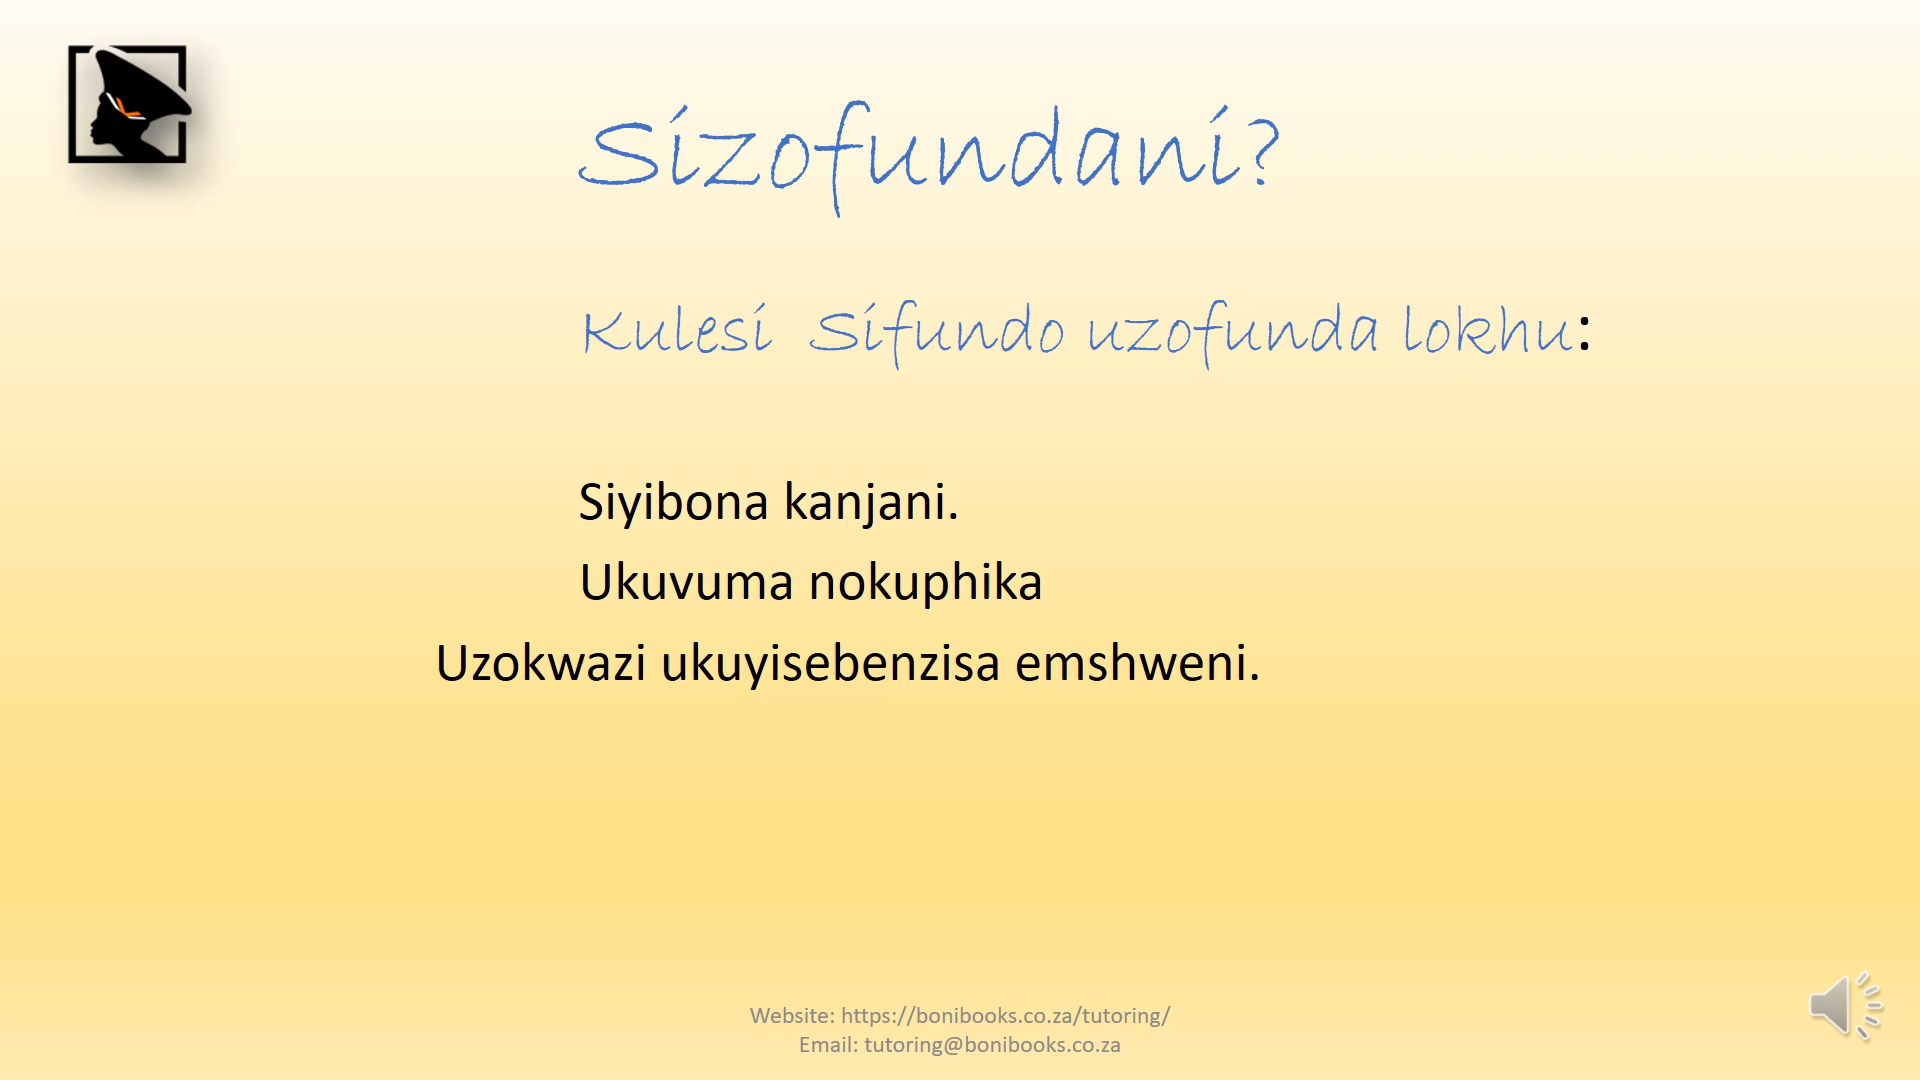 Sizofundani?
Kulesi Sifundo uzofunda lokhu:
Siyibona kanjani.
Ukuvuma nokuphika
Uzokwazi ukuyisebenzisa emshweni.
Website: https://bonibooks.co.za/tutoring/
Email: tutoring@bonibooks.co.za